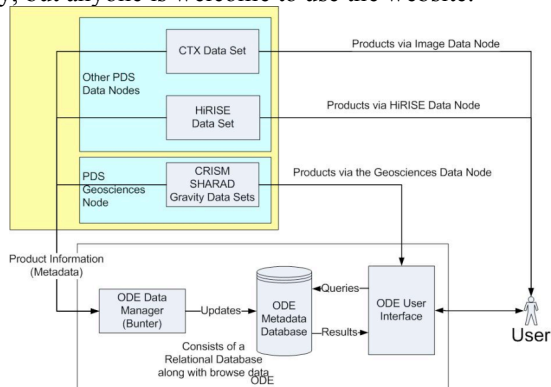 y, but anyone is welcome to use the website.
CTX Data Set
Products via Image Data Node
Other PDS
Data Nodes
HiRISE
Data Set
Products via HiRISE Data Node
PDS
Geosciences
Node
CRISM
SHARAD
Gravity Data Sets
Products via the Geosciences Data Node
Product Information
(Metadata)
ODE Data
Manager
(Bunter)
Updates
ODE
Metadata
Database
Queries
Results
ODE User
Interface
User
Consists of a
Relational Database
along with browse data
ODE